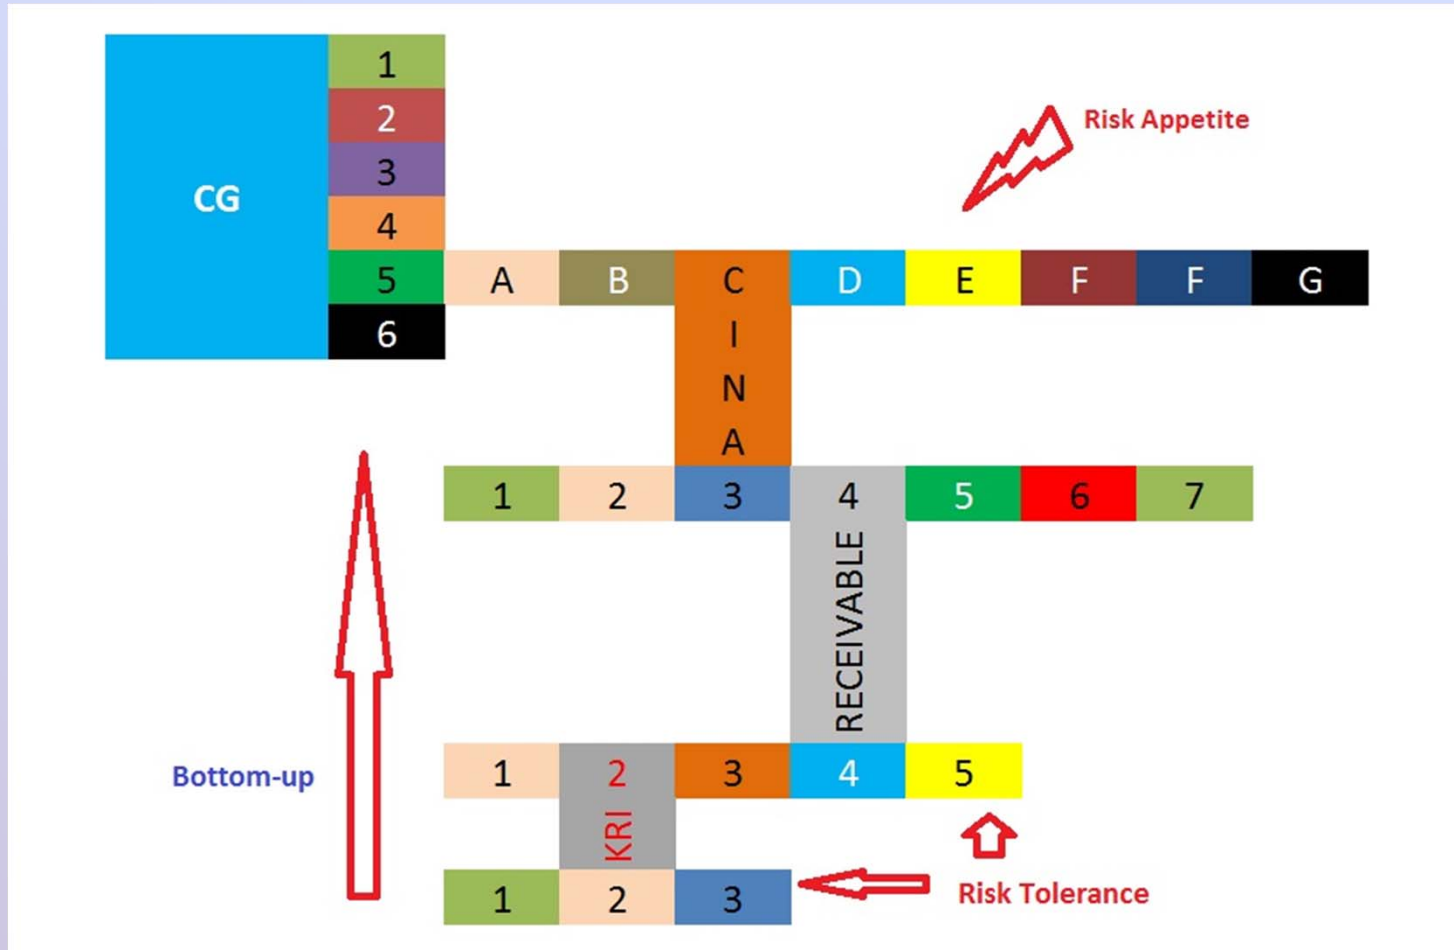 1
2
Risk Appetite
3
CG
4
5 A B C D E F F G
I
6
N
A
1 2 3 4 5 6 7
RECEIVABLE
Bottom-up
1 2 3 4 5
KRI
1 2 3
Risk Tolerance